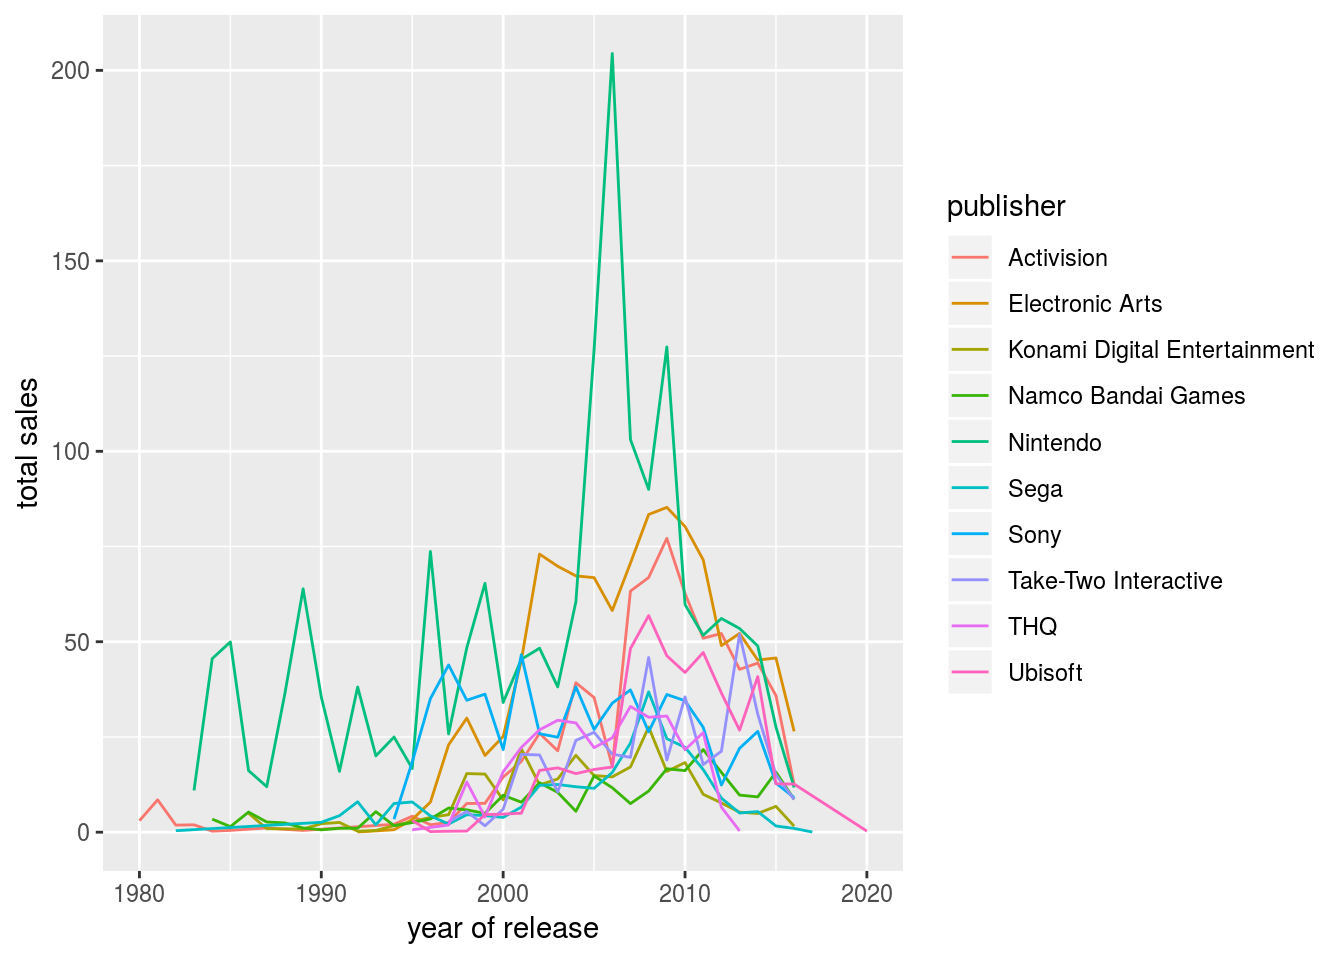 200
150
100
50
0
total sales
1980 1990 2000 2010 2020
year of release
publisher
Activision
Electronic Arts
Konami Digital Entertainment
Namco Bandai Games
Nintendo
Sega
Sony
Take-Two Interactive
THQ
Ubisoft